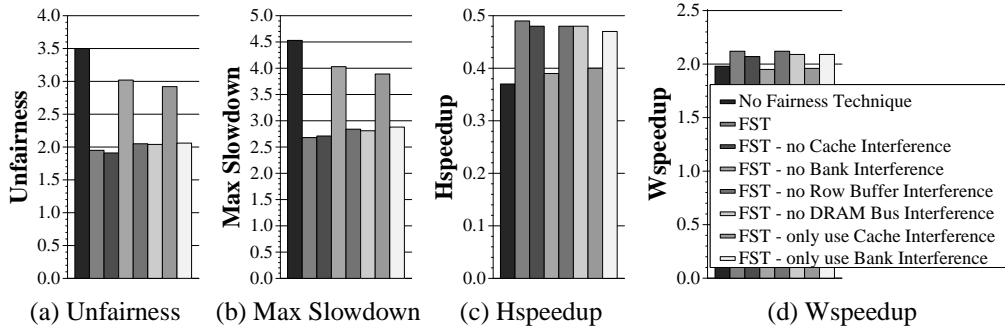 Unfairness
4.0
3.5
3.0
2.5
2.0
1.5
1.0
0.5
0.0
(a) Unfairness
Max Slowdown
5.0
4.5
4.0
3.5
3.0
2.5
2.0
1.5
1.0
0.5
0.0
(b) Max Slowdown
Hspeedup
0.5
0.4
0.3
0.2
0.1
0.0
(c) Hspeedup
Wspeedup
2.5
2.0
1.5
1.0
0.5
0.0
No Fairness Technique
FST
FST - no Cache Interference
FST - no Bank Interference
FST - no Row Buffer Interference
FST - no DRAM Bus Interference
FST - only use Cache Interference
FST - only use Bank Interference
(d) Wspeedup